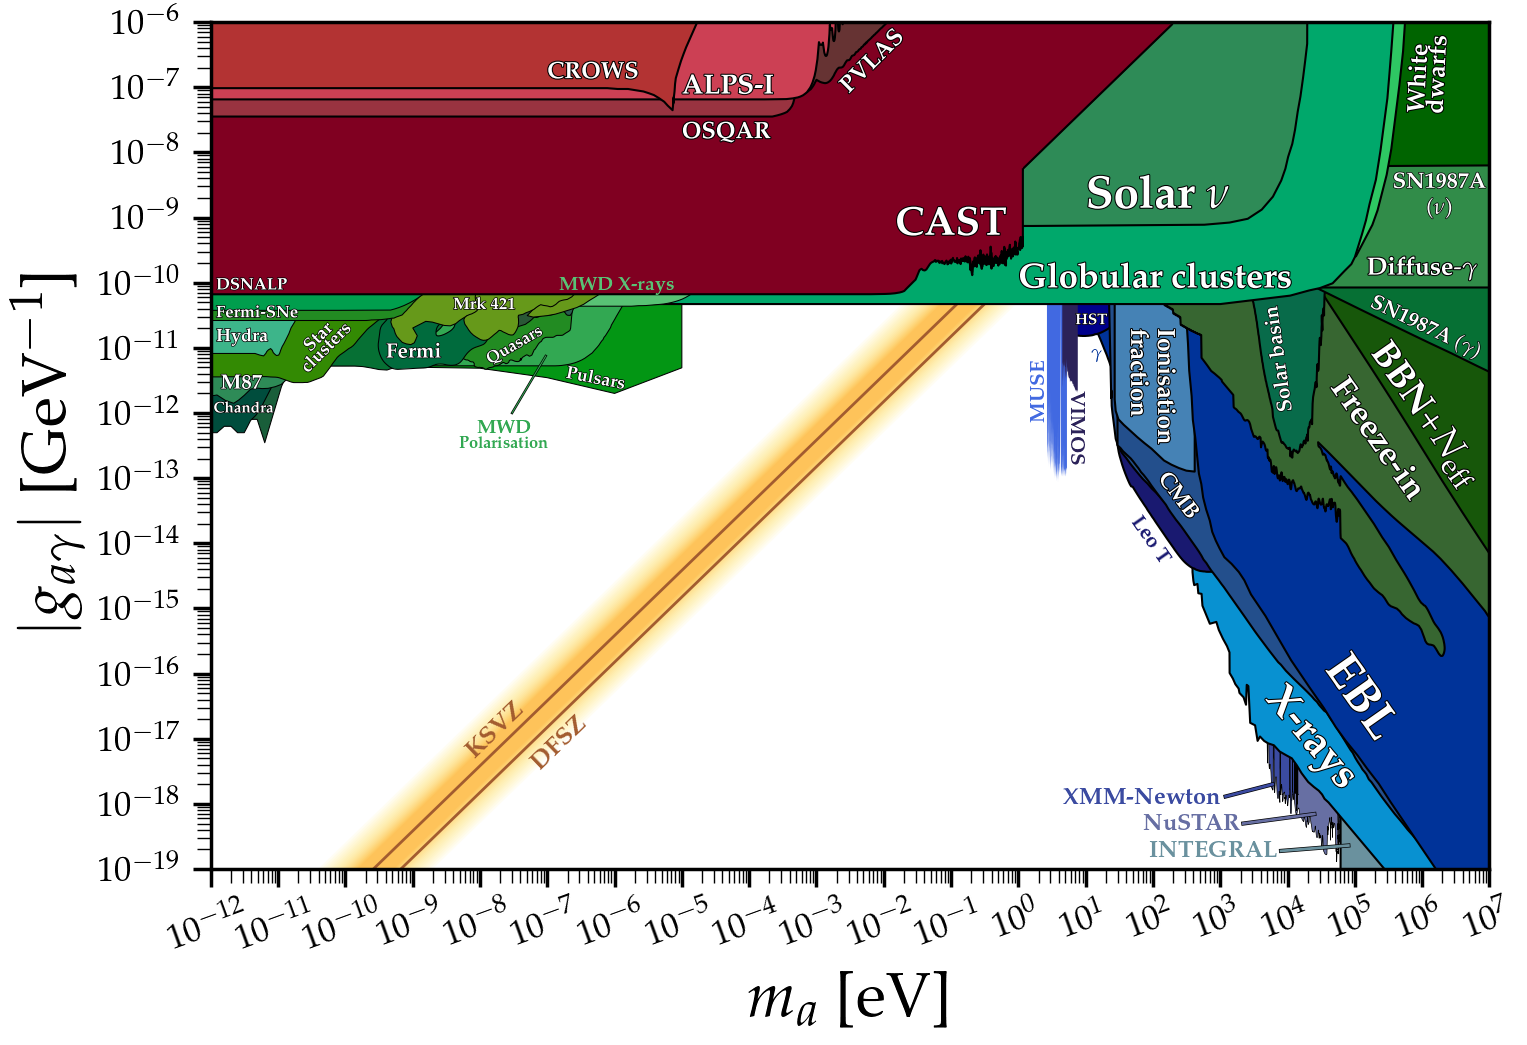 10⁻⁶
10⁻⁷
10⁻⁸
10⁻⁹
10⁻¹⁰
10⁻¹¹
10⁻¹²
10⁻¹³
10⁻¹⁴
10⁻¹⁵
10⁻¹⁶
10⁻¹⁷
10⁻¹⁸
10⁻¹⁹
|g_{aγ}| [GeV⁻¹]
CROWS
ALPS-I
PVLAS
OSQAR
CAST
Solar ν
Globular clusters
White
dwarfs
SN1987A
(ν)
Diffuse-γ
SN1987A (γ)
DSNALP
Fermi-SNe
Hydra
M87
Chandra
Star
clusters
Fermi
Mrk 421
MWD X-rays
Quasars
Pulsars
MWD
Polarisation
KSVZ
DFSZ
MUSE
VIMOS
HST
γ
Ionisation
fraction
CMB
Leo T
Solar basin
Freeze-in
BBN+N_{eff}
EBL
X-rays
XMM-Newton
NuSTAR
INTEGRAL
10⁻¹²
10⁻¹¹
10⁻¹⁰
10⁻⁹
10⁻⁸
10⁻⁷
10⁻⁶
10⁻⁵
10⁻⁴
10⁻³
10⁻²
10⁻¹
10⁰
10¹
10²
10³
10⁴
10⁵
10⁶
10⁷
m_a [eV]